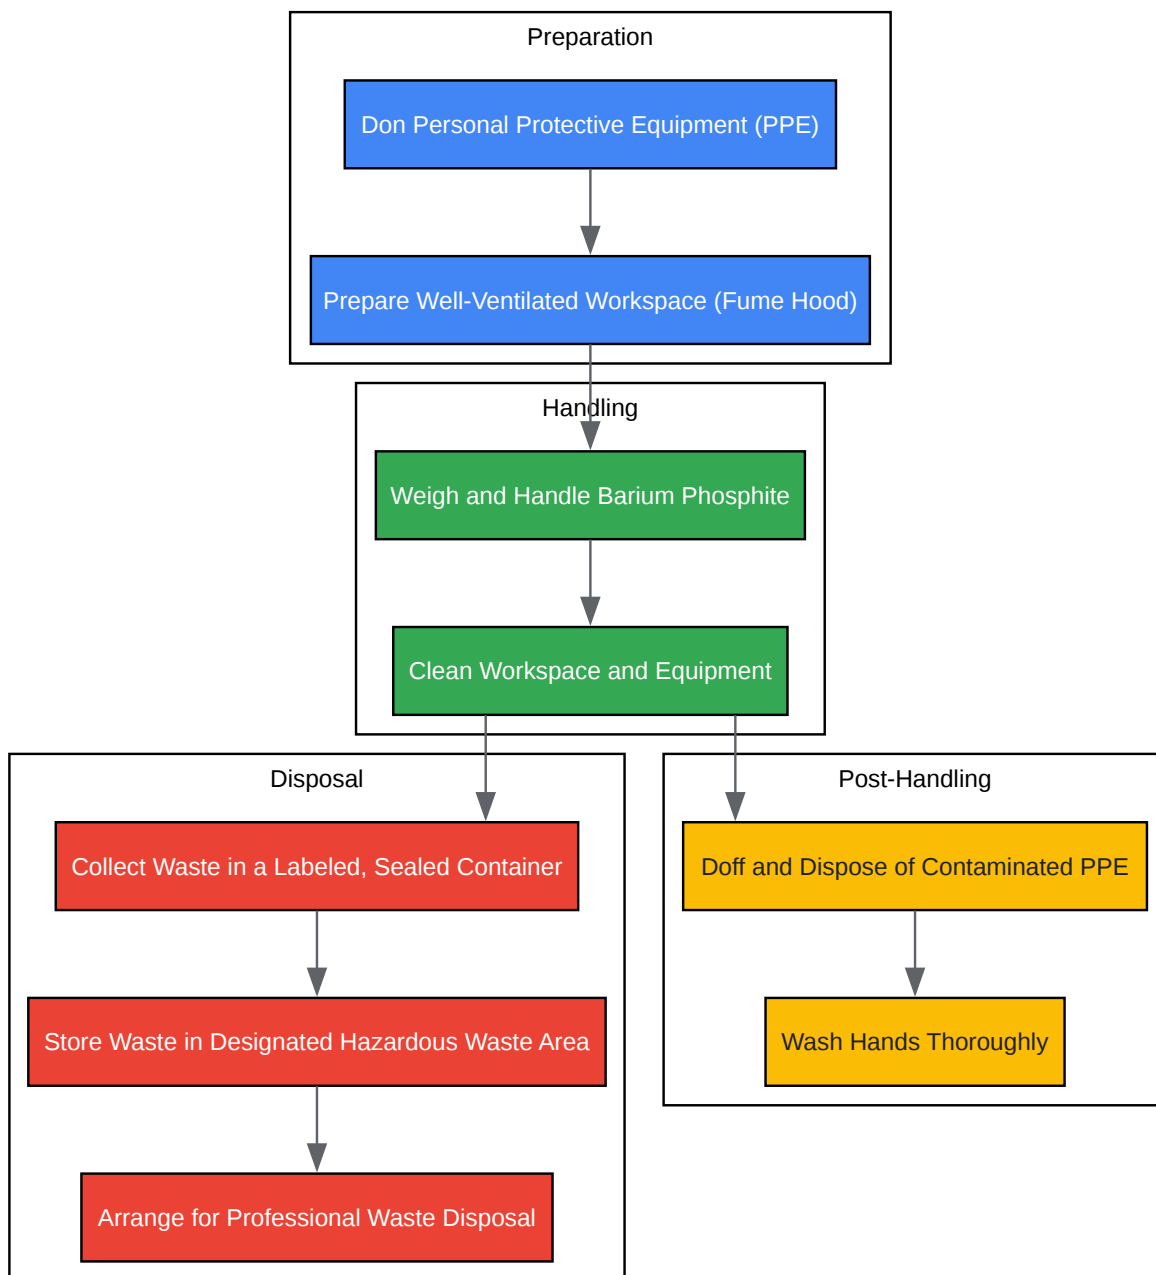 Preparation
Don Personal Protective Equipment (PPE)
Prepare Well-Ventilated Workspace (Fume Hood)
Handling
Weigh and Handle Barium Phosphite
Clean Workspace and Equipment
Disposal
Collect Waste in a Labeled, Sealed Container
Store Waste in Designated Hazardous Waste Area
Arrange for Professional Waste Disposal
Post-Handling
Doff and Dispose of Contaminated PPE
Wash Hands Thoroughly